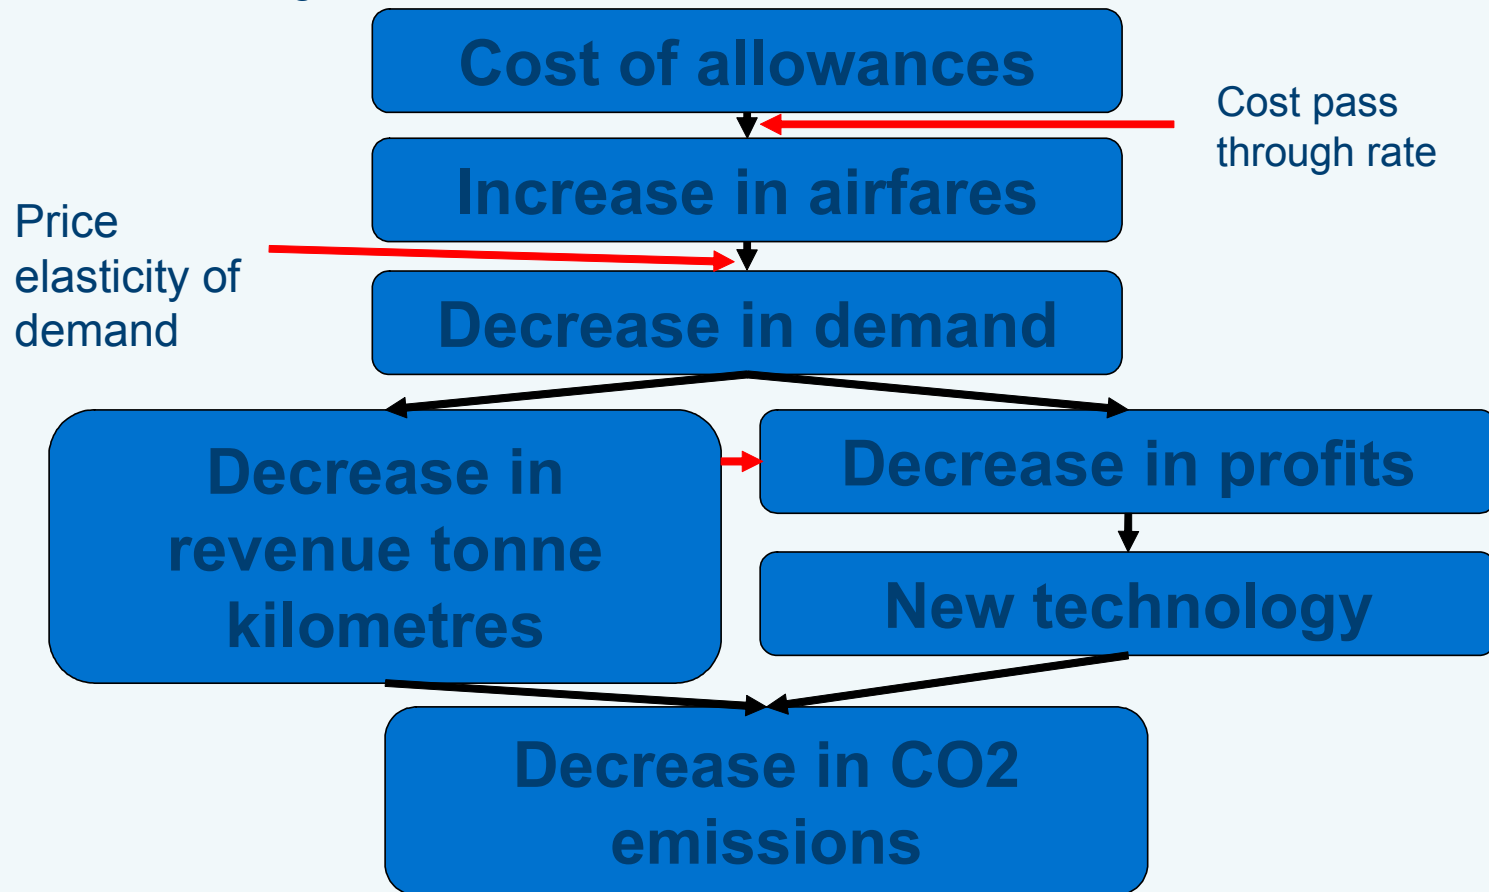 Cost of allowances
Cost pass
through rate
Increase in airfares
Price
elasticity of
demand
Decrease in demand
Decrease in
revenue tonne
kilometres
Decrease in profits
New technology
Decrease in CO2
emissions